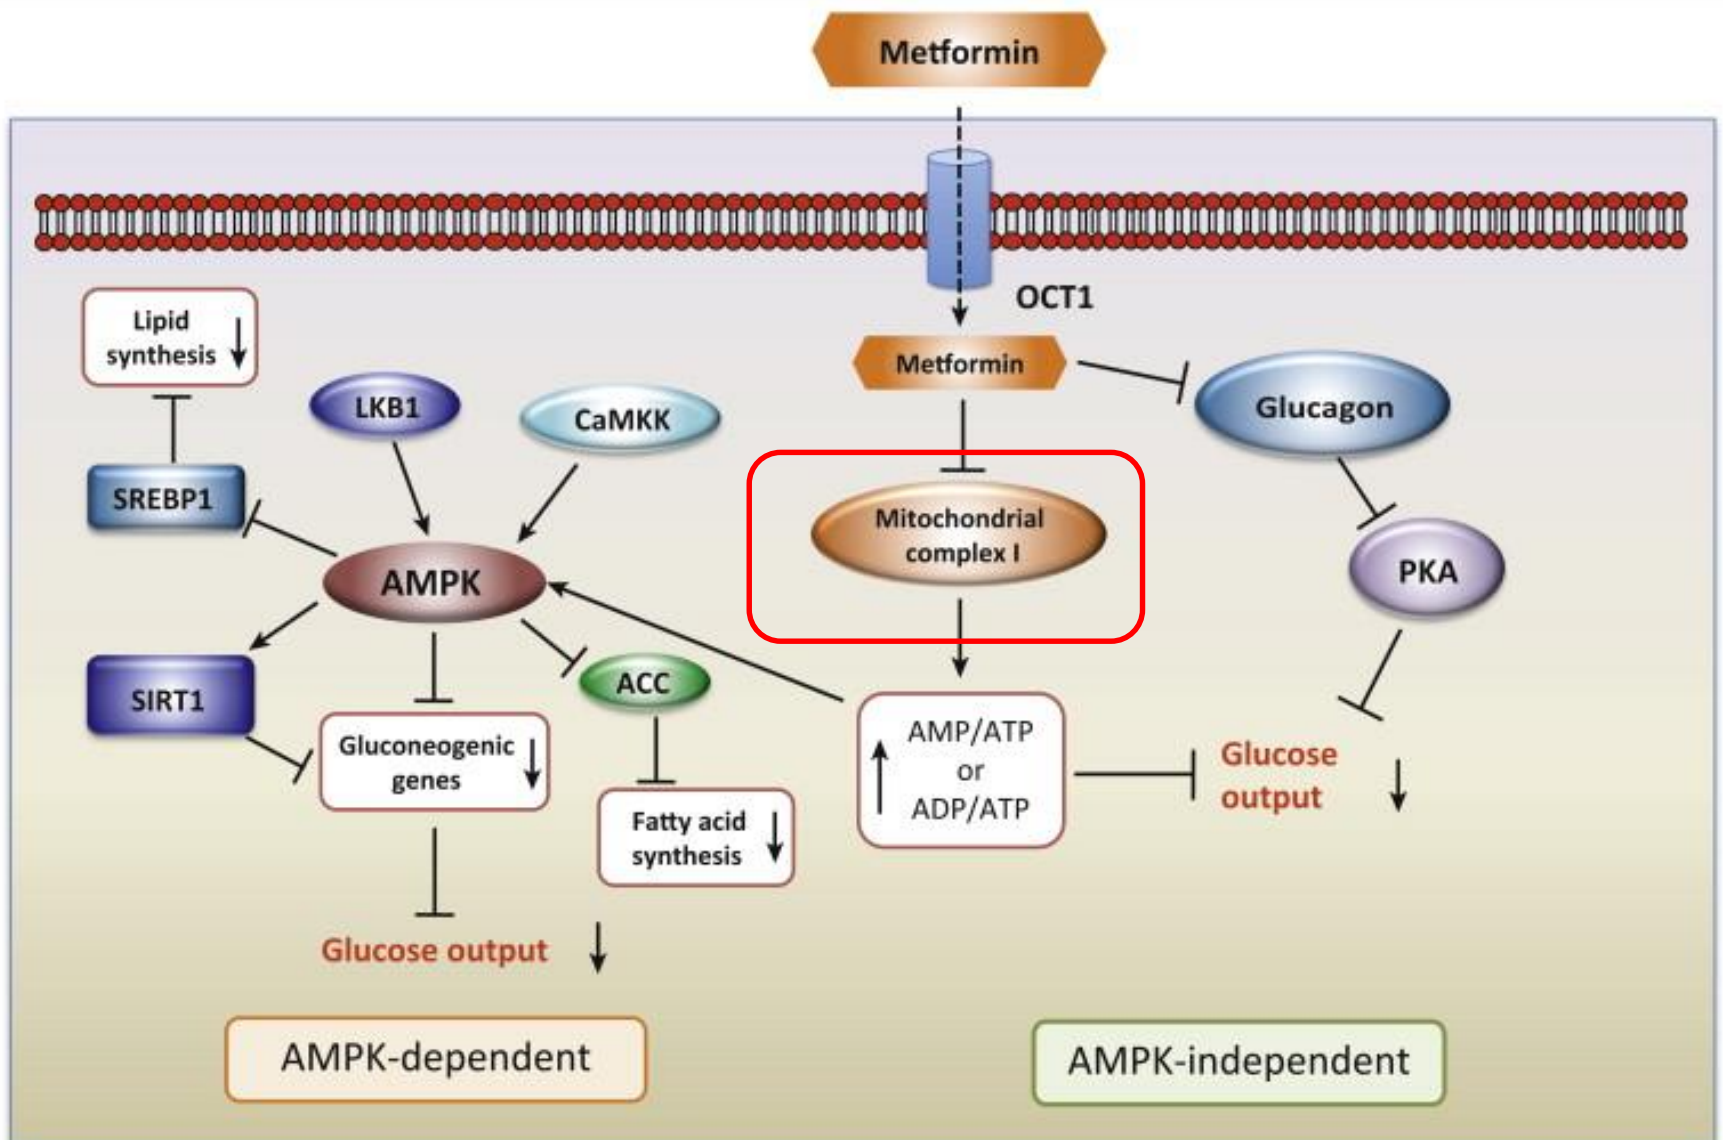 Metformin
OCT1
Lipid
synthesis
LKB1
CaMKK
Metformin
Glucagon
SREBP1
Mitochondrial
complex I
AMPK
PKA
SIRT1
ACC
Gluconeogenic
genes
AMP/ATP
or
ADP/ATP
Glucose
output
Fatty acid
synthesis
Glucose output
AMPK-dependent
AMPK-independent